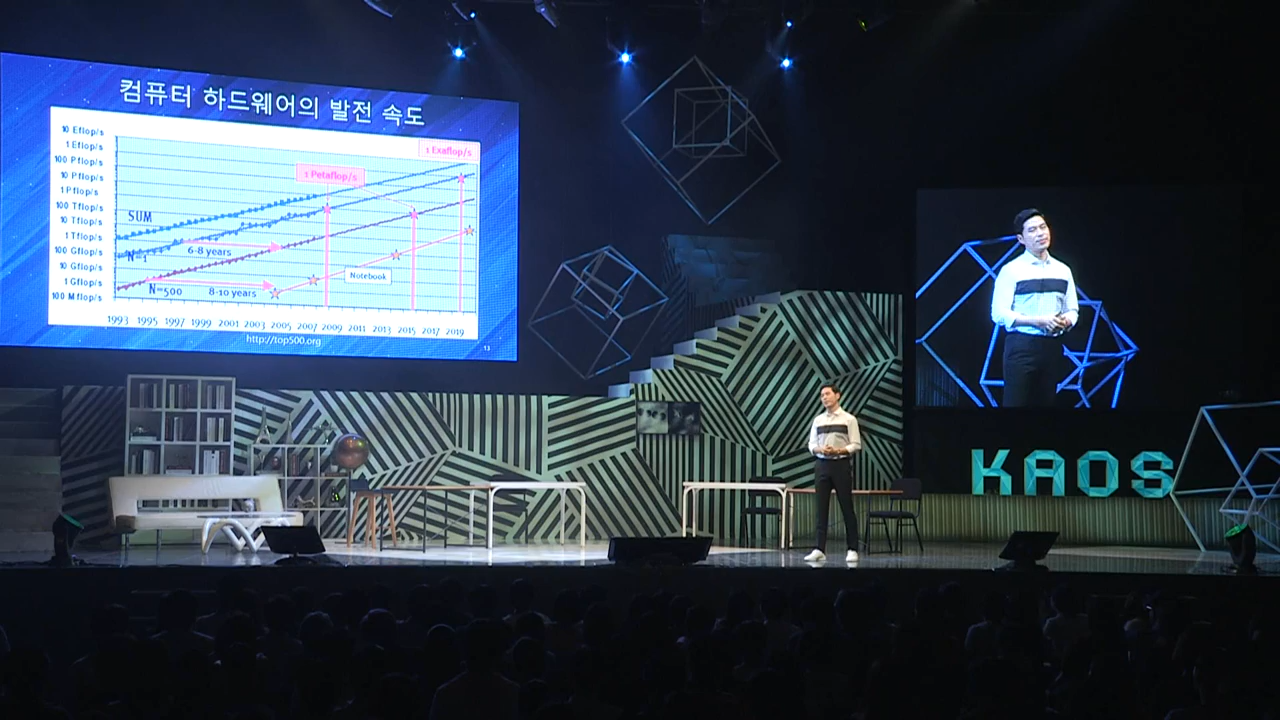 컴퓨터 하드웨어의 발전 속도
10 Eflop/s
1 Eflop/s
100 Pflop/s
10 Pflop/s
1 Pflop/s
100 Tflop/s
10 Tflop/s
1 Tflop/s
100 Gflop/s
10 Gflop/s
1 Gflop/s
100 Mflop/s
1 Exaflop/s
1 Petaflop/s
SUM
N=1
6-8 years
Notebook
N=500
8-10 years
1993 1995 1997 1999 2001 2003 2005 2007 2009 2011 2013 2015 2017 2019
http://top500.org
13
KAOS